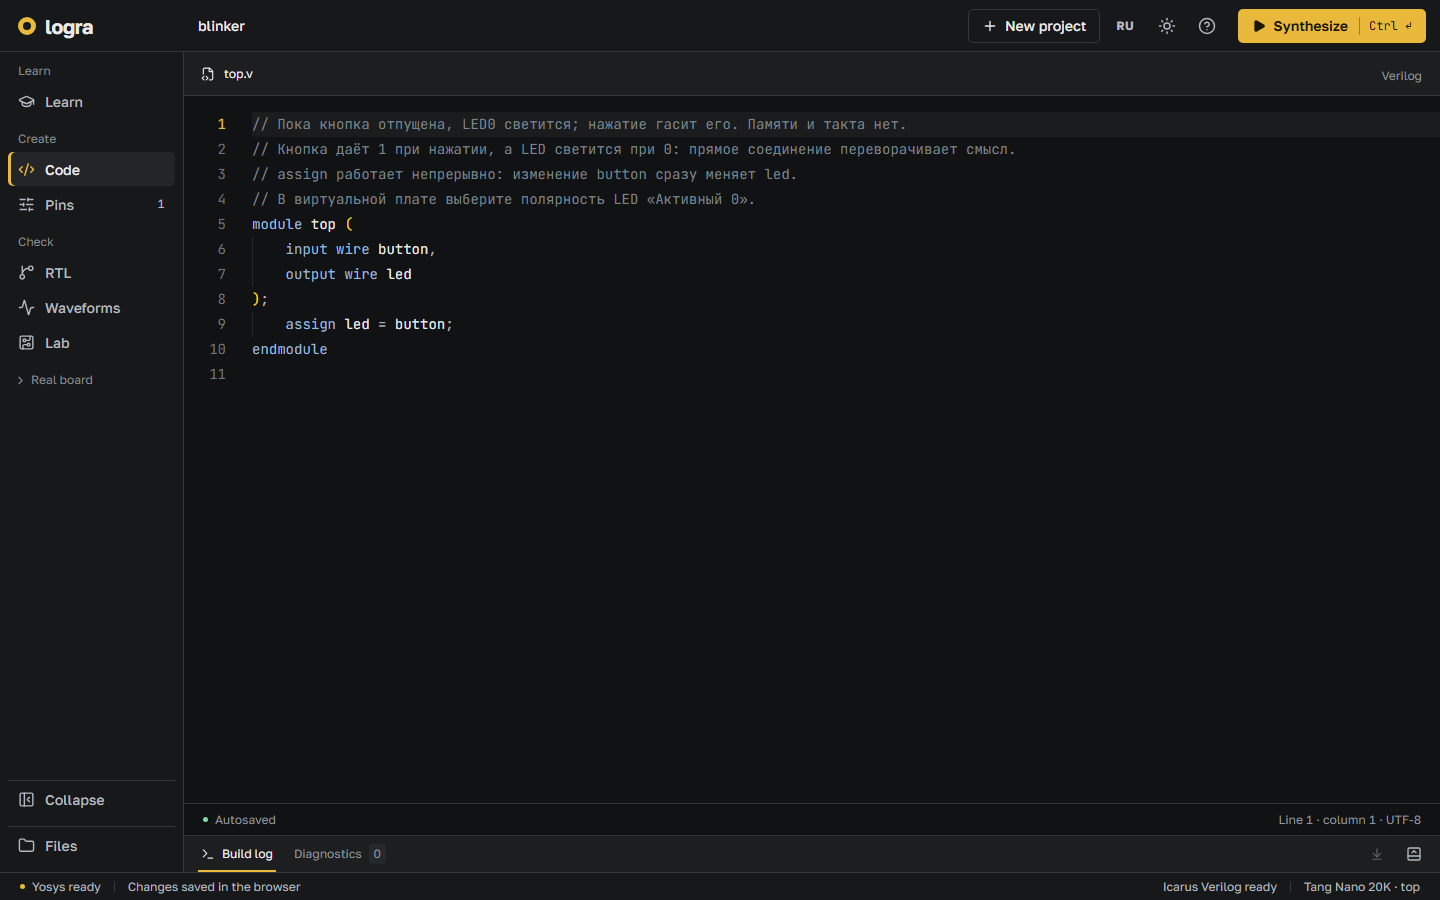 logra
blinker
New project
RU
Synthesize
Ctrl ↵
Learn
Learn
Create
Code
Pins
1
Check
RTL
Waveforms
Lab
Real board
Collapse
Files
top.v
Verilog
1 // Пока кнопка отпущена, LED0 светится; нажатие гасит его. Памяти и такта нет.
2 // Кнопка даёт 1 при нажатии, а LED светится при 0: прямое соединение переворачивает смысл.
3 // assign работает непрерывно: изменение button сразу меняет led.
4 // В виртуальной плате выберите полярность LED «Активный 0».
5 module top (
6     input wire button,
7     output wire led
8 );
9     assign led = button;
10 endmodule
11
Autosaved
Line 1 · column 1 · UTF-8
Build log
Diagnostics 0
Yosys ready
Changes saved in the browser
Icarus Verilog ready
Tang Nano 20K · top